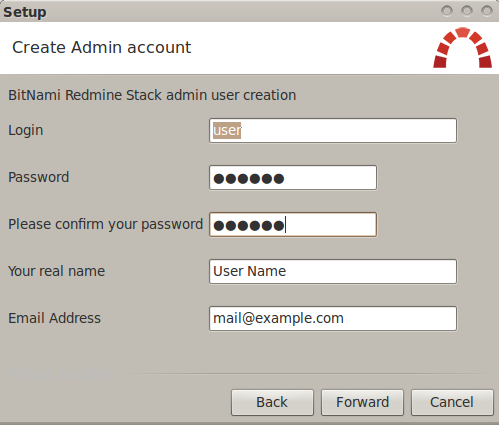 Setup
Create Admin account
BitNami Redmine Stack admin user creation
Login user
Password ●●●●●●
Please confirm your password ●●●●●●
Your real name User Name
Email Address mail@example.com
Back Forward Cancel